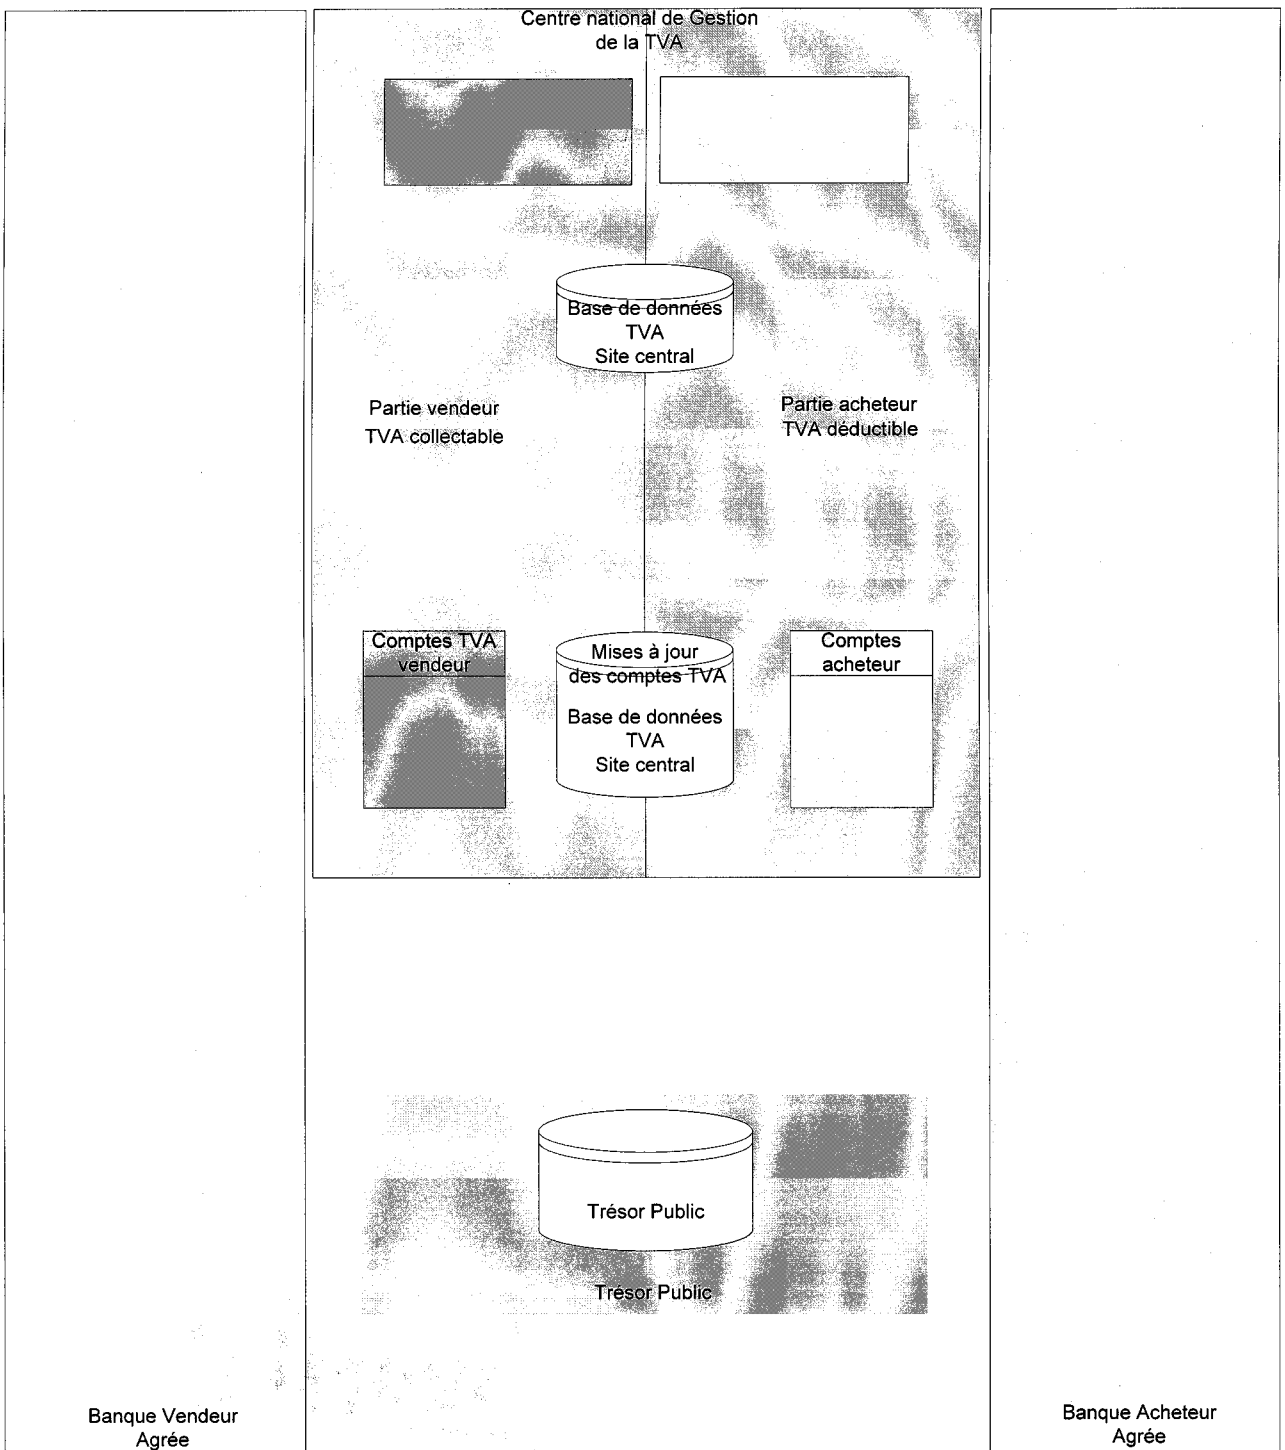 Centre national de Gestion
de la TVA
Base de données
TVA
Site central
Partie vendeur
TVA collectable
Partie acheteur
TVA déductible
Comptes TVA
vendeur
Mises à jour
des comptes TVA
Base de données
TVA
Site central
Comptes
acheteur
Trésor Public
Trésor Public
Banque Vendeur
Agrée
Banque Acheteur
Agrée